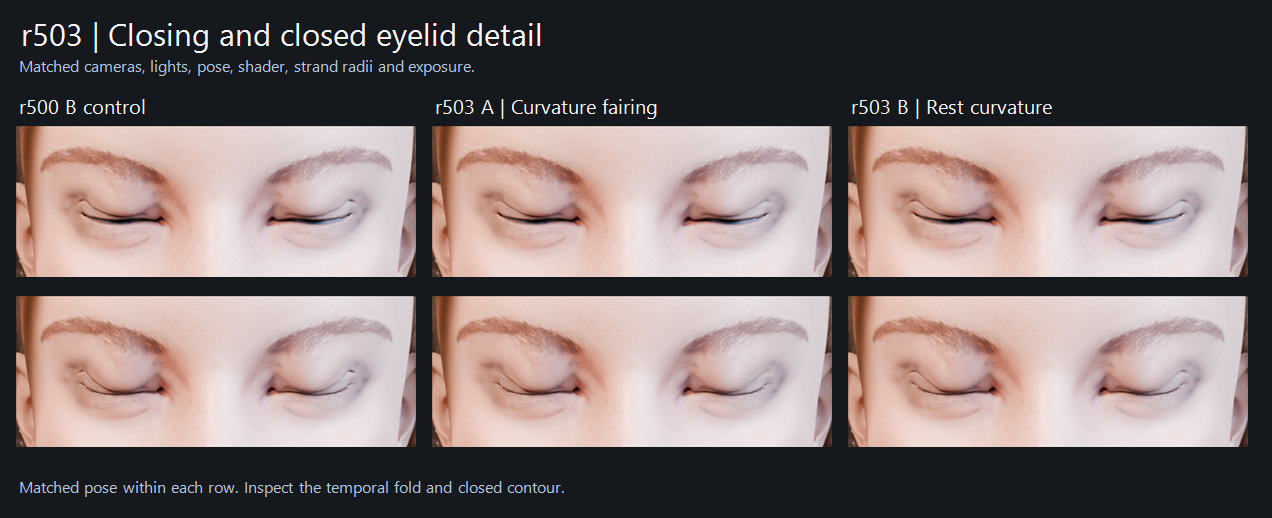 r503 | Closing and closed eyelid detail
Matched cameras, lights, pose, shader, strand radii and exposure.
r500 B control
r503 A | Curvature fairing
r503 B | Rest curvature
Matched pose within each row. Inspect the temporal fold and closed contour.